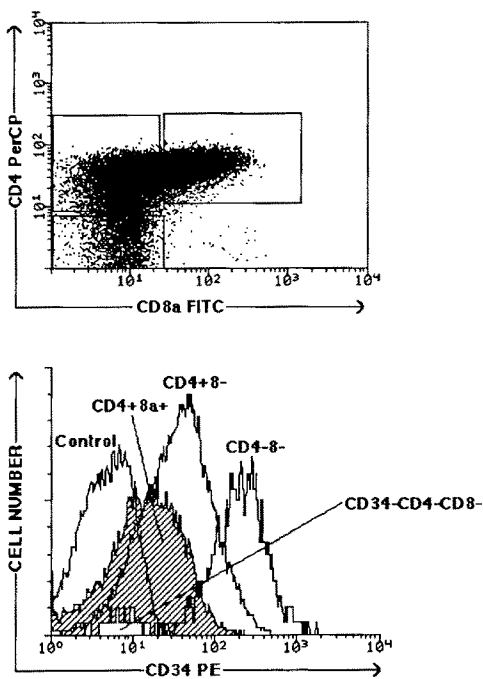 10⁴
10³
10²
10¹
CD4 PerCP
10¹ 10² 10³ 10⁴
CD8a FITC
CD4+8-
CD4+8a+
Control
CD4-8-
CD34-CD4-CD8-
CELL NUMBER
10⁰ 10¹ 10² 10³ 10⁴
CD34 PE